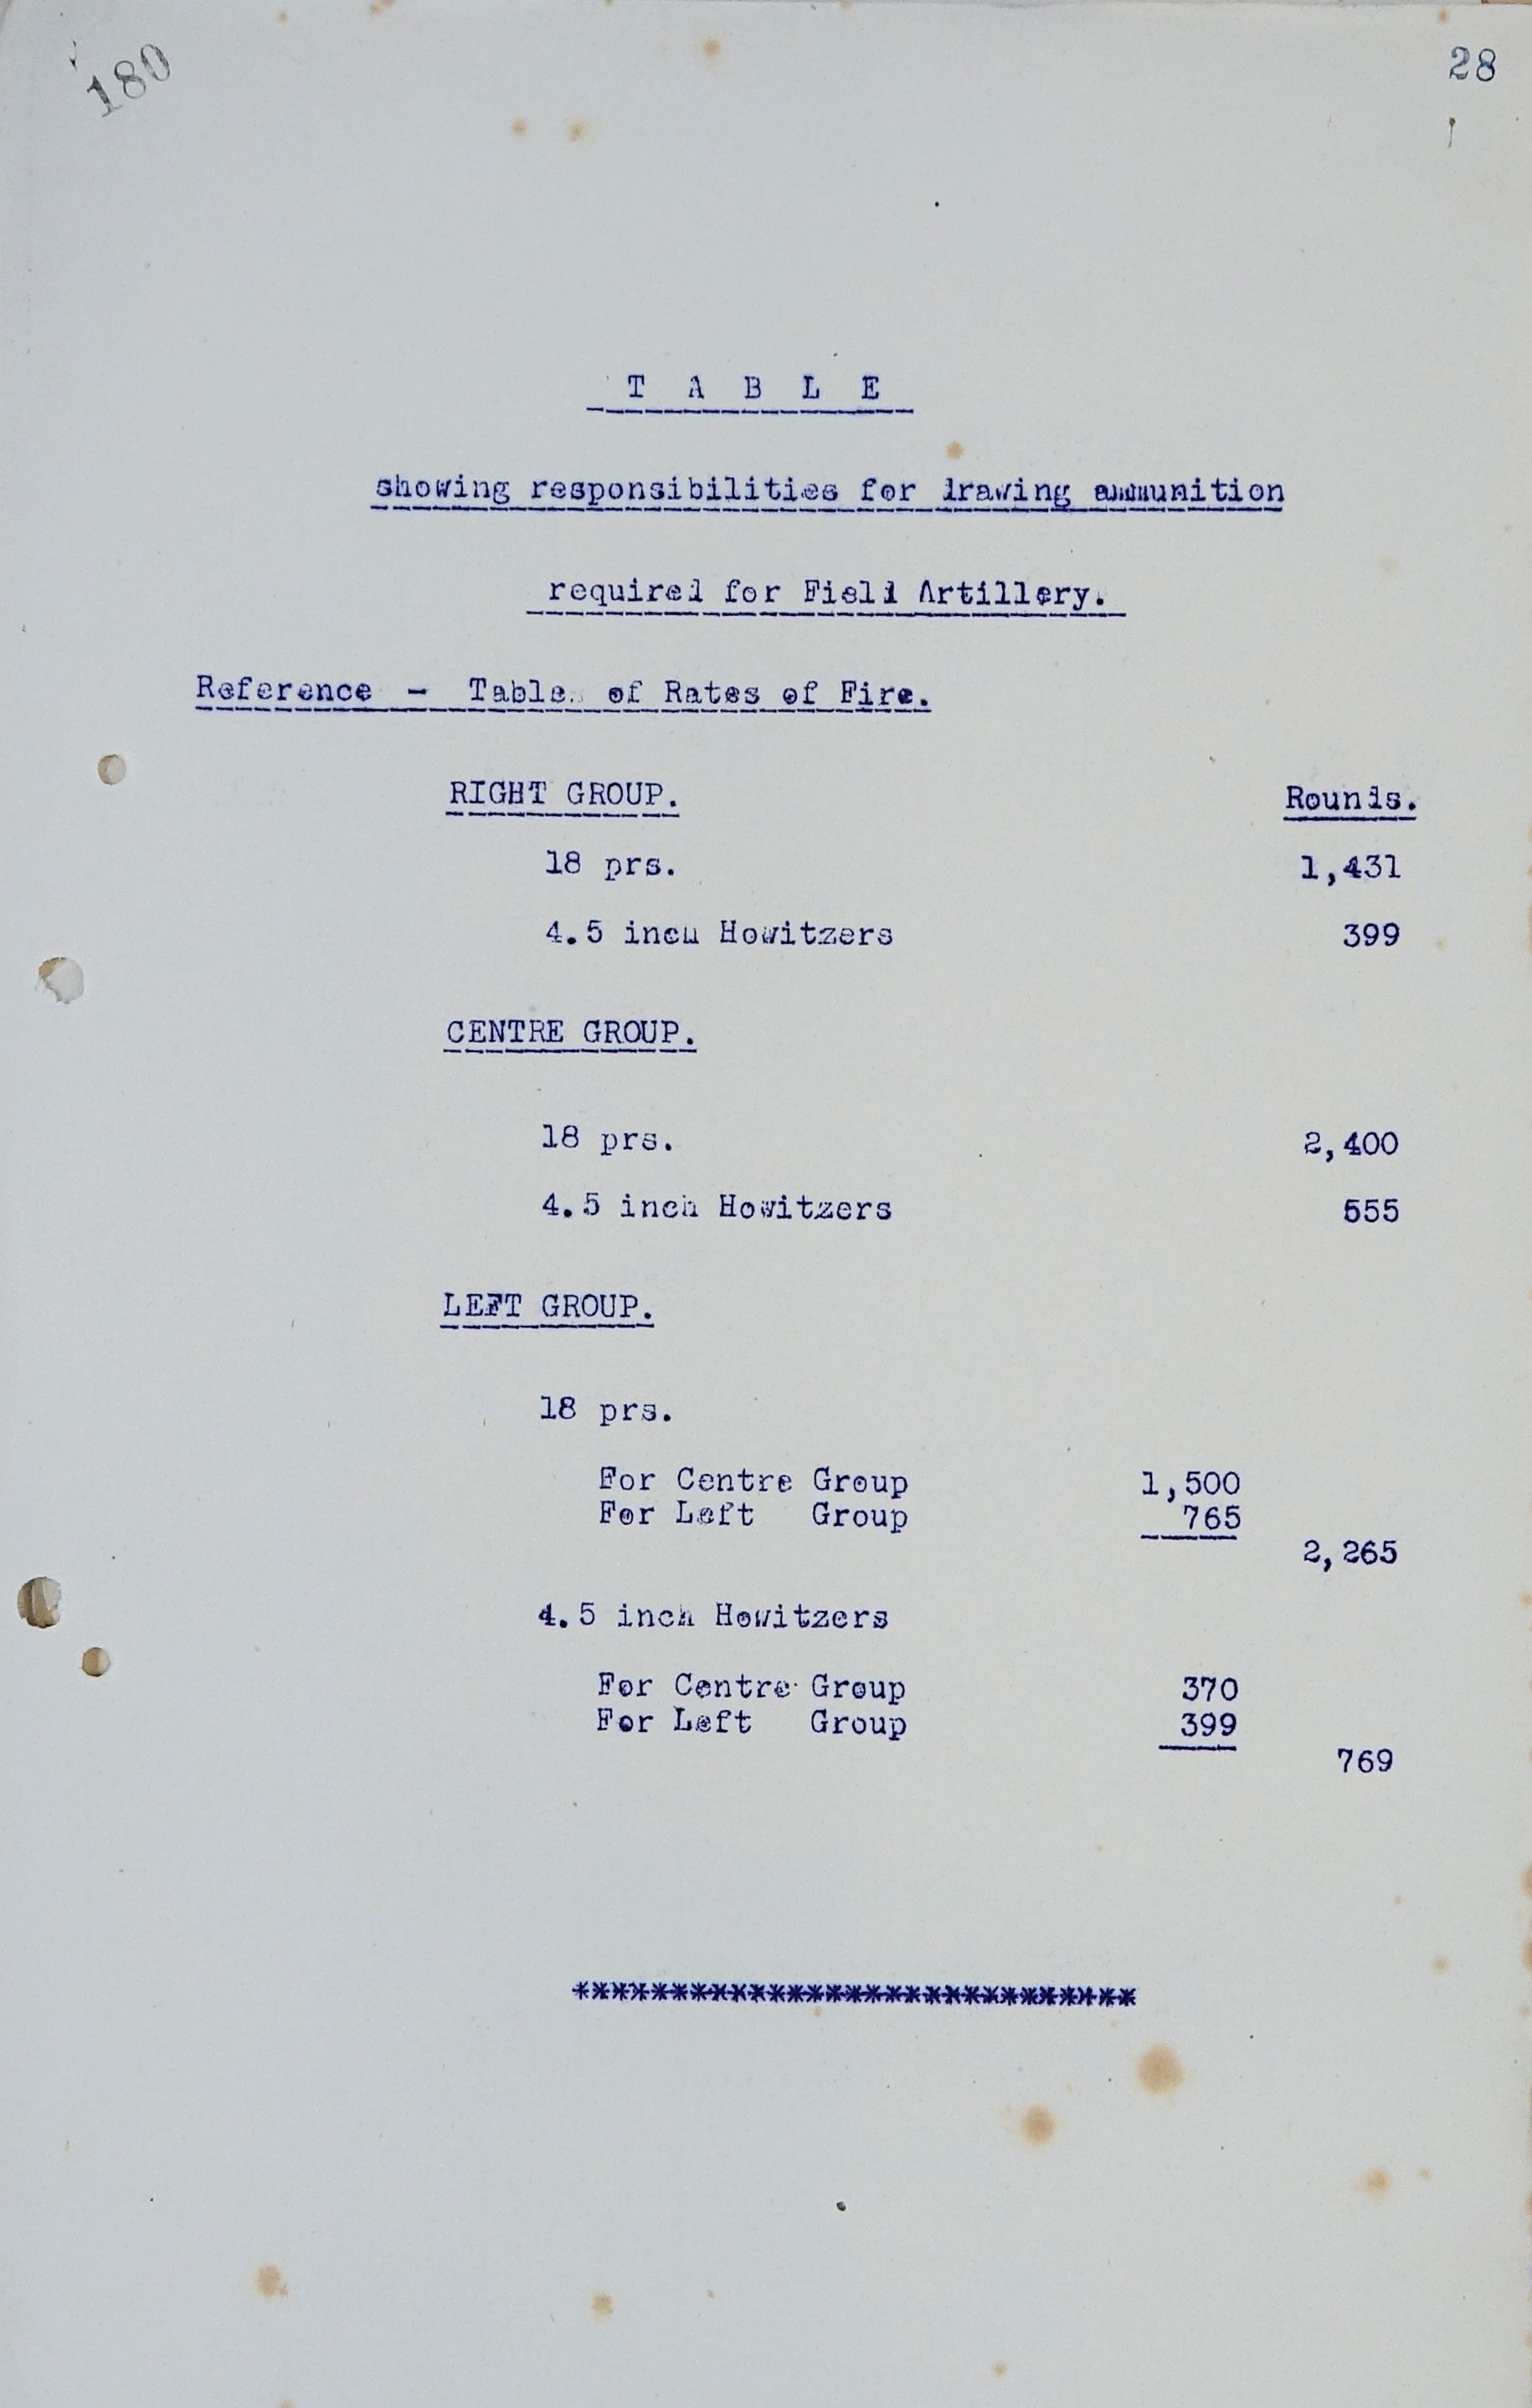 180
28
T A B L E
showing responsibilities for drawing ammunition
required for Field Artillery.
Reference - Table of Rates of Fire.
RIGHT GROUP. Rounds.
18 prs. 1,431
4.5 inch Howitzers 399
CENTRE GROUP.
18 prs. 2,400
4.5 inch Howitzers 555
LEFT GROUP.
18 prs.
For Centre Group 1,500
For Left Group 765
2,265
4.5 inch Howitzers
For Centre Group 370
For Left Group 399
769
*****************************